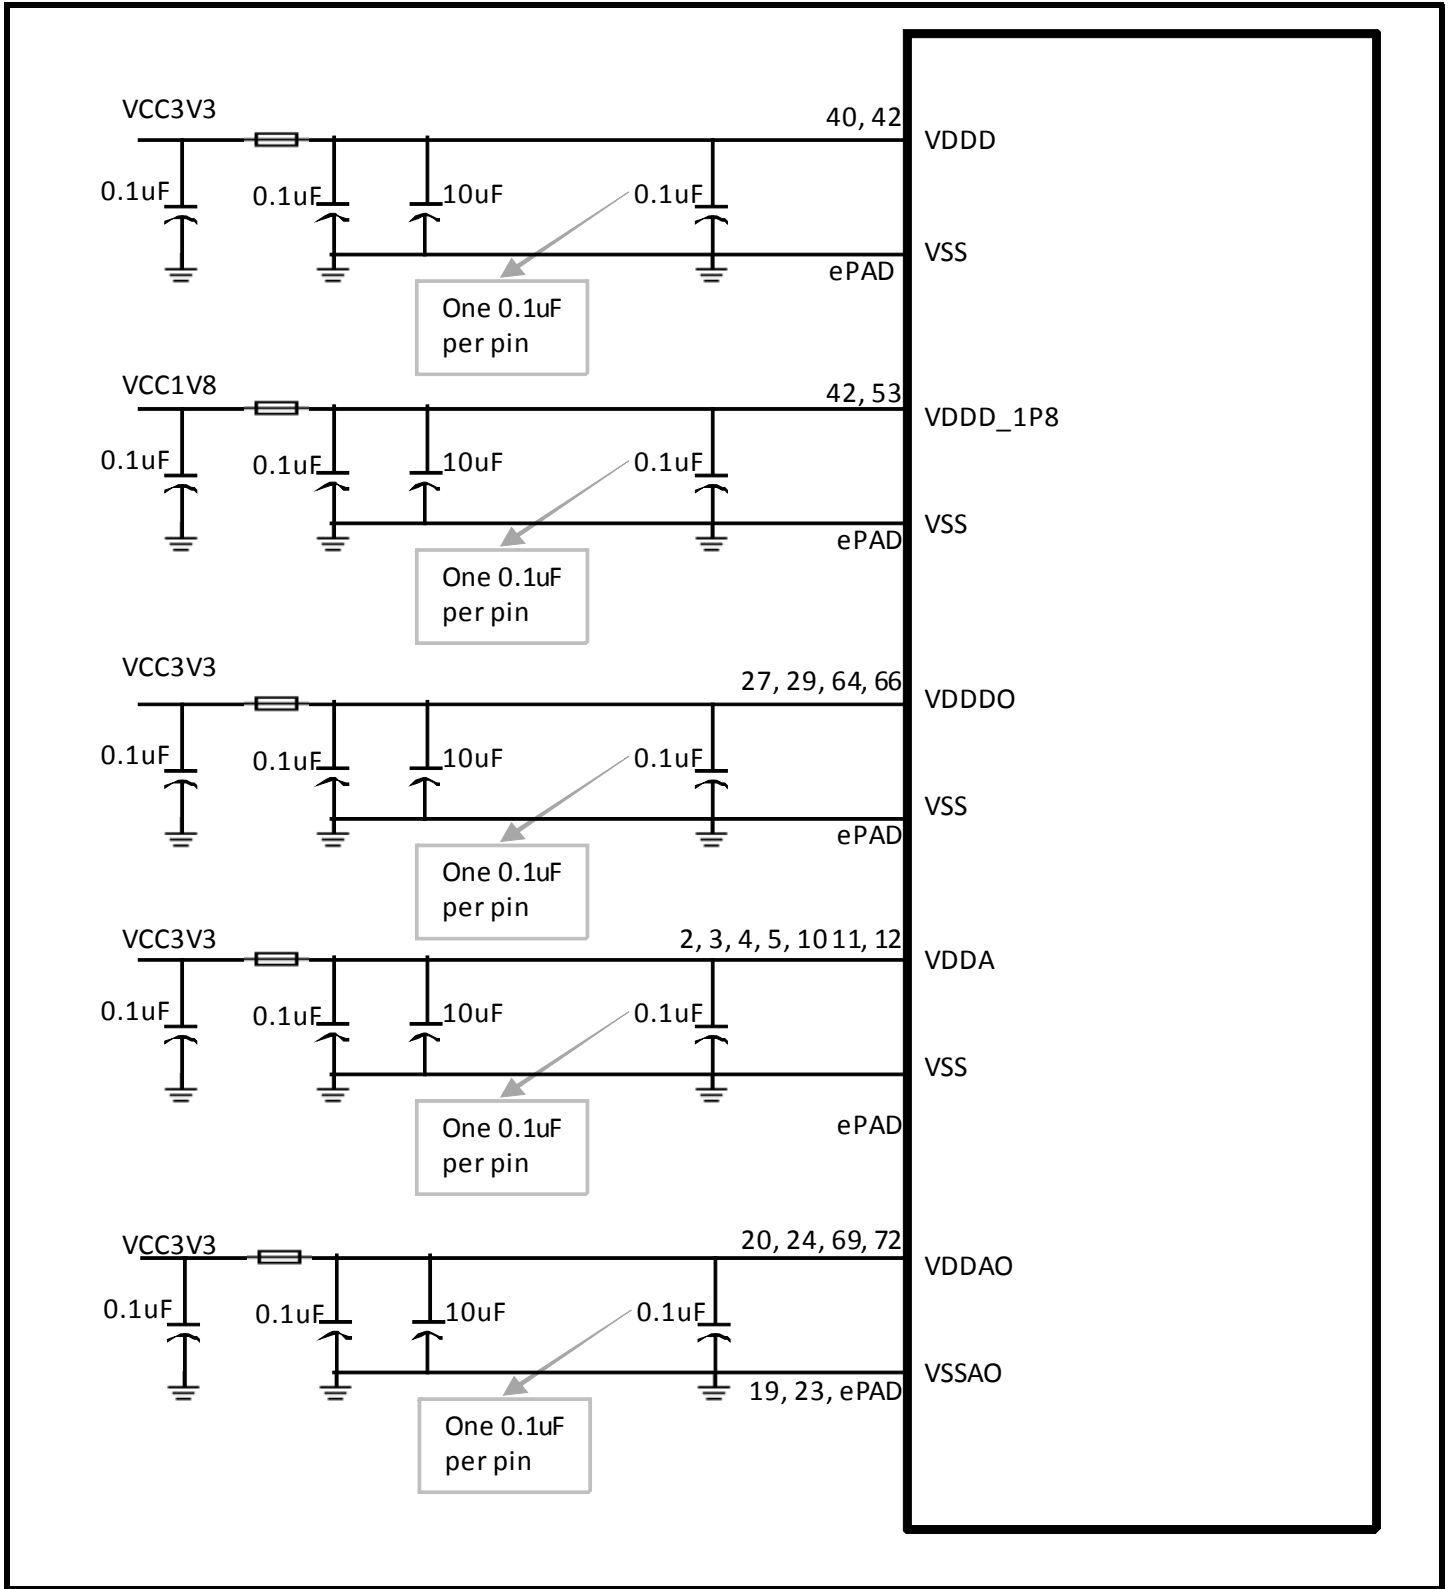 VCC3V3
40, 42
VDDD
0.1uF
0.1uF
10uF
0.1uF
VSS
ePAD
One 0.1uF
per pin
VCC1V8
42, 53
VDDD_1P8
0.1uF
0.1uF
10uF
0.1uF
VSS
ePAD
One 0.1uF
per pin
VCC3V3
27, 29, 64, 66
VDDDO
0.1uF
0.1uF
10uF
0.1uF
VSS
ePAD
One 0.1uF
per pin
VCC3V3
2, 3, 4, 5, 10 11, 12
VDDA
0.1uF
0.1uF
10uF
0.1uF
VSS
ePAD
One 0.1uF
per pin
VCC3V3
20, 24, 69, 72
VDDAO
0.1uF
0.1uF
10uF
0.1uF
VSSAO
19, 23, ePAD
One 0.1uF
per pin